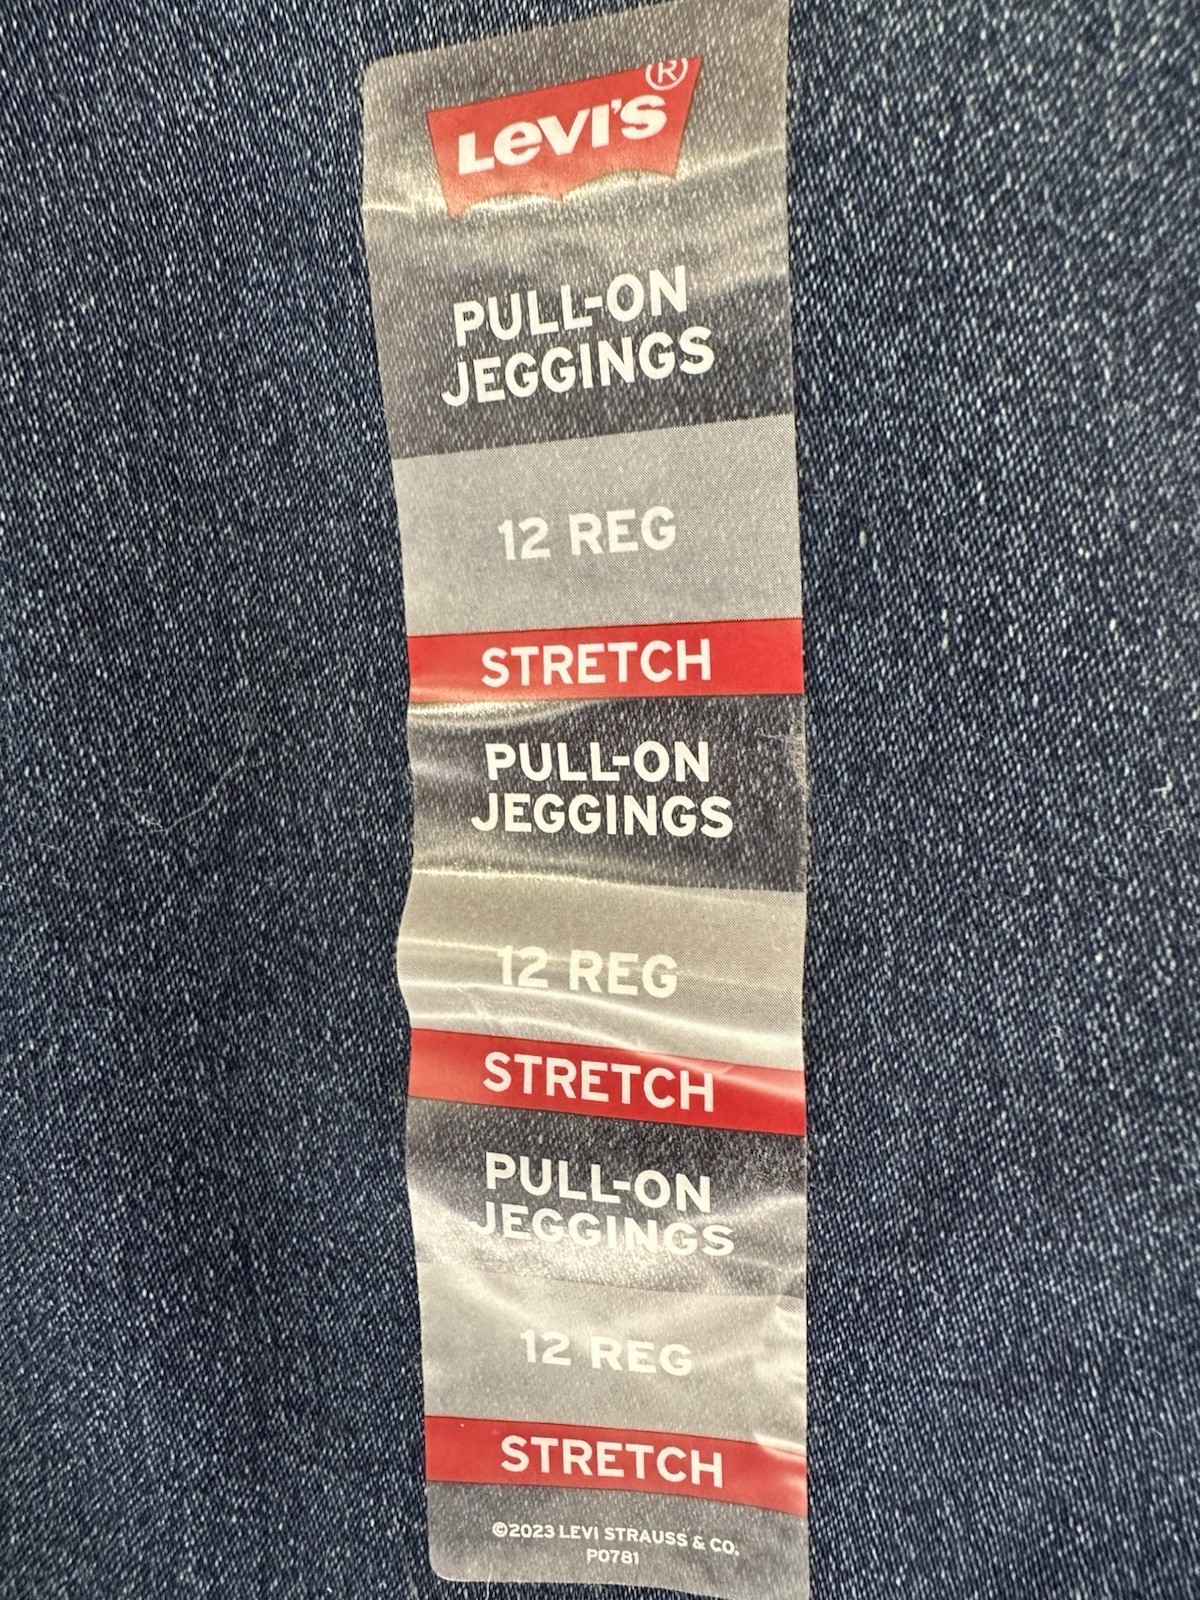 LEVI'S®
PULL-ON
JEGGINGS
12 REG
STRETCH
PULL-ON
JEGGINGS
12 REG
STRETCH
PULL-ON
JEGGINGS
12 REG
STRETCH
©2023 LEVI STRAUSS & CO.
P0781